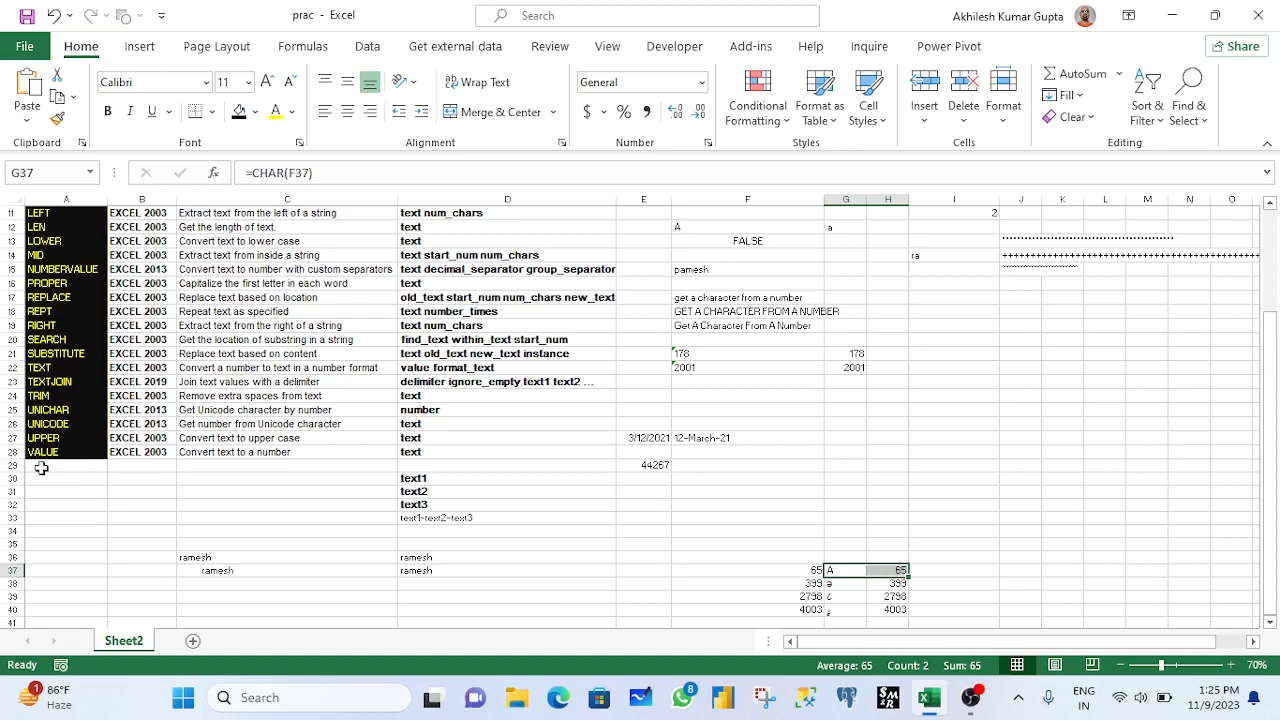 prac - Excel
Search
Akhilesh Kumar Gupta
File Home Insert Page Layout Formulas Data Get external data Review View Developer Add-ins Help Inquire Power Pivot Share
Paste
Calibri 11
Wrap Text
General
Conditional Formatting
Format as Table
Cell Styles
Insert Delete Format
AutoSum
Fill
Clear
Sort & Filter
Find & Select
B I U
Merge & Center
Clipboard Font Alignment Number Styles Cells Editing
G37 fx =CHAR(F37)
A B C D E F G H I J K L M N O
11 LEFT EXCEL 2003 Extract text from the left of a string text num_chars 2
12 LEN EXCEL 2003 Get the length of text. text A a
13 LOWER EXCEL 2003 Convert text to lower case text FALSE
14 MID EXCEL 2003 Extract text from inside a string text start_num num_chars ra
15 NUMBERVALUE EXCEL 2013 Convert text to number with custom separators text decimal_separator group_separator pamesh
16 PROPER EXCEL 2003 Capitalize the first letter in each word text
17 REPLACE EXCEL 2003 Replace text based on location old_text start_num num_chars new_text get a character from a number
18 REPT EXCEL 2003 Repeat text as specified text number_times GET A CHARACTER FROM A NUMBER
19 RIGHT EXCEL 2003 Extract text from the right of a string text num_chars Get A Character From A Number
20 SEARCH EXCEL 2003 Get the location of substring in a string find_text within_text start_num
21 SUBSTITUTE EXCEL 2003 Replace text based on content text old_text new_text instance 178 178
22 TEXT EXCEL 2003 Convert a number to text in a number format value format_text 2001 2001
23 TEXTJOIN EXCEL 2019 Join text values with a delimiter delimiter ignore_empty text1 text2 ...
24 TRIM EXCEL 2003 Remove extra spaces from text text
25 UNICHAR EXCEL 2013 Get Unicode character by number number
26 UNICODE EXCEL 2013 Get number from Unicode character text
27 UPPER EXCEL 2003 Convert text to upper case text 3/12/2021 12-March-21
28 VALUE EXCEL 2003 Convert text to a number text
29 44267
30 text1
31 text2
32 text3
33 text1-text2-text3
34
35
36 ramesh ramesh
37 ramesh ramesh 65 A 65
38 399 399
39 2798 2798
40 4003 4003
41
Sheet2
Ready Average: 65 Count: 2 Sum: 65 70%
1 86°F
Haze
Search
8
ENG
IN
1:25 PM
11/9/2023